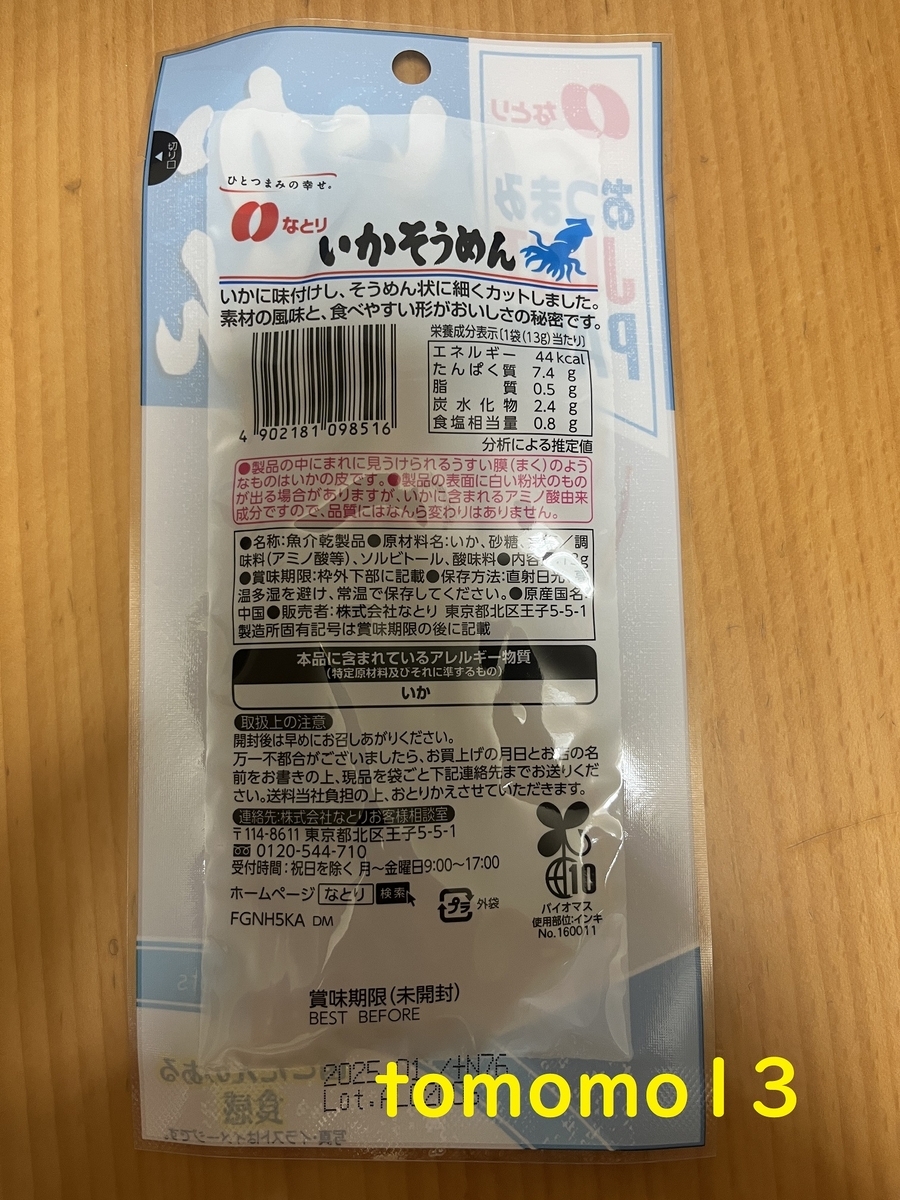 切り口
ひとつまみの幸せ。
なとり
いかそうめん
いかに味付けし、そうめん状に細くカットしました。
素材の風味と、食べやすい形がおいしさの秘密です。
栄養成分表示〔1袋(13g)当たり〕
エネルギー 44kcal
たんぱく質 7.4 g
脂質 0.5 g
炭水化物 2.4 g
食塩相当量 0.8 g
分析による推定値
4 902181 098516
●製品の中にまれに見うけられるうすい膜(まく)のよう
なものはいかの皮です。●製品の表面に白い粉状のもの
が出る場合がありますが、いかに含まれるアミノ酸由来
成分ですので、品質にはなんら変わりはありません。
●名称:魚介乾製品●原材料名:いか、砂糖、／調
味料(アミノ酸等)、ソルビトール、酸味料●内容
●賞味期限:枠外下部に記載●保存方法:直射日光
温多湿を避け、常温で保存してください。●原産国名:
中国●販売者:株式会社なとり 東京都北区王子5-5-1
製造所固有記号は賞味期限の後に記載
本品に含まれているアレルギー物質
(特定原材料及びそれに準ずるもの)
いか
取扱上の注意
開封後は早めにお召しあがりください。
万一不都合がございましたら、お買上げの月日とお店の名
前をお書きの上、現品を袋ごと下記連絡先までお送りくだ
さい。送料当社負担の上、おとりかえさせていただきます。
連絡先:株式会社なとりお客様相談室
〒114-8611 東京都北区王子5-5-1
0120-544-710
受付時間:祝日を除く 月～金曜日9:00～17:00
ホームページ なとり 検索
プラ 外袋
FGNH5KA DM
10
バイオマス
使用部位:インキ
No.160011
賞味期限(未開封)
BEST BEFORE
2025.01 /tN76
Lot.
tomomo13
なとり
おつまみ
食感
写真・イラストはイメージです。